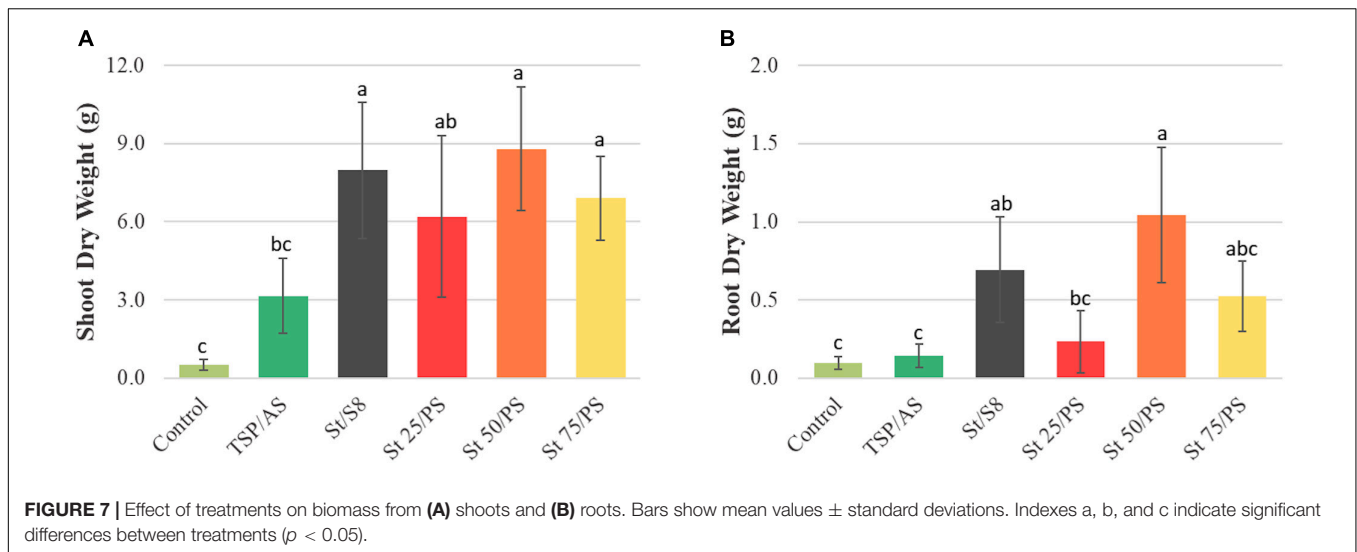 A
Shoot Dry Weight (g)
12.0
9.0
6.0
3.0
0.0
c
bc
a
ab
a
a
Control
TSP/AS
St/S8
St 25/PS
St 50/PS
St 75/PS
B
Root Dry Weight (g)
2.0
1.5
1.0
0.5
0.0
c
c
ab
bc
a
abc
Control
TSP/AS
St/S8
St 25/PS
St 50/PS
St 75/PS
FIGURE 7 | Effect of treatments on biomass from (A) shoots and (B) roots. Bars show mean values ± standard deviations. Indexes a, b, and c indicate significant
differences between treatments (p < 0.05).